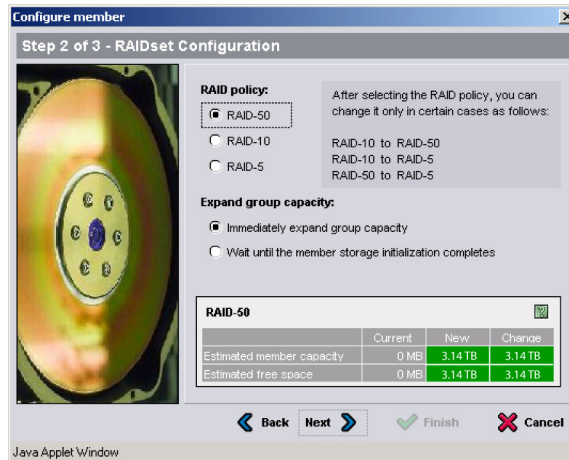 Configure member
Step 2 of 3 - RAIDset Configuration
RAID policy:
RAID-50
RAID-10
RAID-5
After selecting the RAID policy, you can
change it only in certain cases as follows:
RAID-10 to RAID-50
RAID-10 to RAID-5
RAID-50 to RAID-5
Expand group capacity:
Immediately expand group capacity
Wait until the member storage initialization completes
RAID-50 ?
Current New Change
Estimated member capacity 0 MB 3.14 TB 3.14 TB
Estimated free space 0 MB 3.14 TB 3.14 TB
Back Next Finish Cancel
Java Applet Window